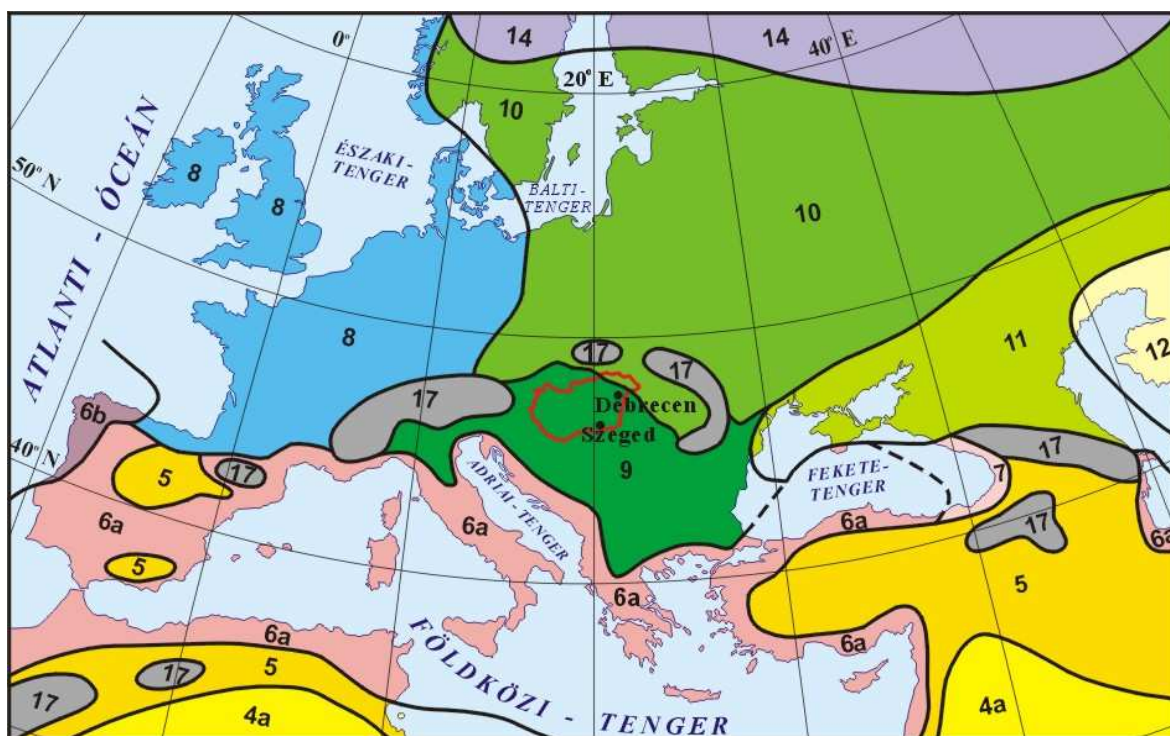 14
14
40° E
0°
20° E
10
ATLANTI - ÓCEÁN
8
8
ÉSZAKI-
TENGER
BALTI-
TENGER
50° N
10
8
11
12
17
17
17
6b
Debrecen
Szeged
40° N
5
17
9
ADRIAI-TENGER
FEKETE-
TENGER
7
17
17
6a
6a
6a
6a
5
5
6a
6a
6a
5
17
17
FÖLDKÖZI - TENGER
4a
4a